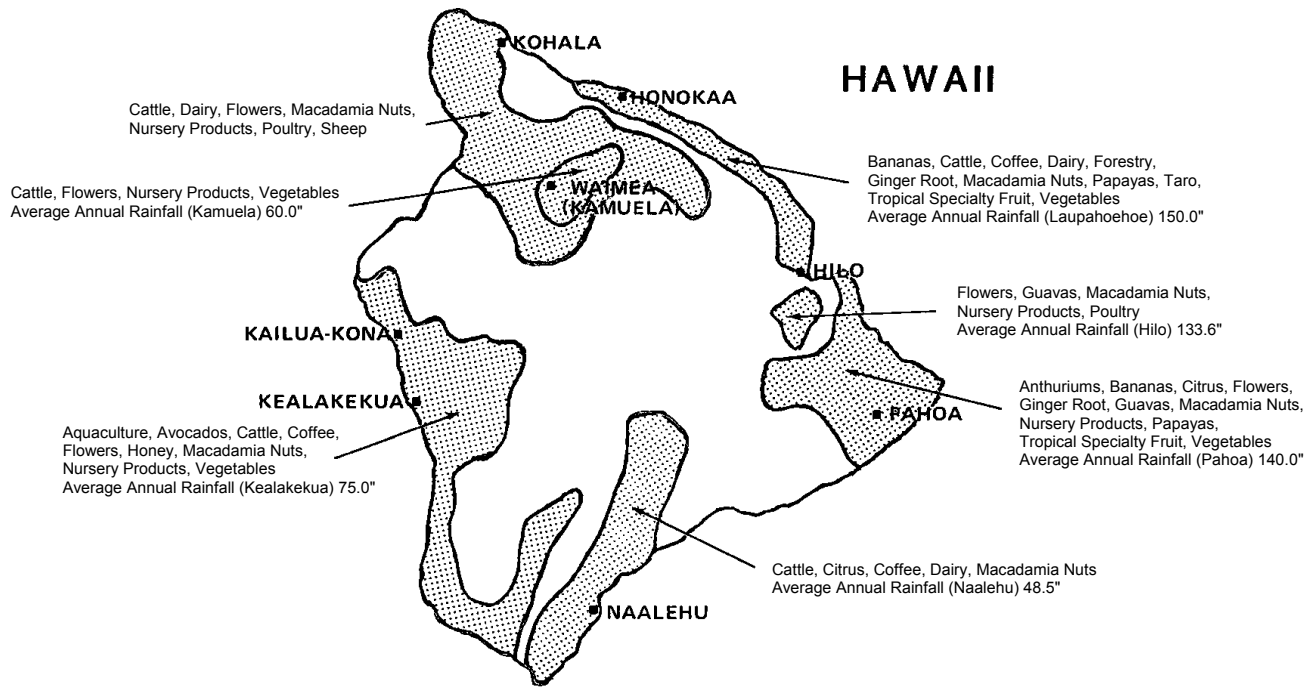 KOHALA
HAWAII
HONOKAA
Cattle, Dairy, Flowers, Macadamia Nuts,
Nursery Products, Poultry, Sheep
Bananas, Cattle, Coffee, Dairy, Forestry,
Ginger Root, Macadamia Nuts, Papayas, Taro,
Tropical Specialty Fruit, Vegetables
Average Annual Rainfall (Laupahoehoe) 150.0"
Cattle, Flowers, Nursery Products, Vegetables
Average Annual Rainfall (Kamuela) 60.0"
WAIMEA
(KAMUELA)
HILO
Flowers, Guavas, Macadamia Nuts,
Nursery Products, Poultry
Average Annual Rainfall (Hilo) 133.6"
KAILUA-KONA
KEALAKEKUA
Anthuriums, Bananas, Citrus, Flowers,
Ginger Root, Guavas, Macadamia Nuts,
Nursery Products, Papayas,
Tropical Specialty Fruit, Vegetables
Average Annual Rainfall (Pahoa) 140.0"
PAHOA
Aquaculture, Avocados, Cattle, Coffee,
Flowers, Honey, Macadamia Nuts,
Nursery Products, Vegetables
Average Annual Rainfall (Kealakekua) 75.0"
Cattle, Citrus, Coffee, Dairy, Macadamia Nuts
Average Annual Rainfall (Naalehu) 48.5"
NAALEHU